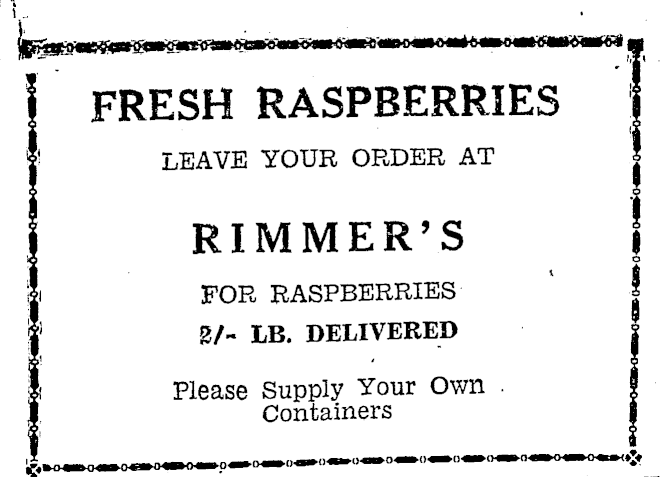 FRESH RASPBERRIES
LEAVE YOUR ORDER AT
RIMMER'S
FOR RASPBERRIES
2/- LB. DELIVERED
Please Supply Your Own
Containers